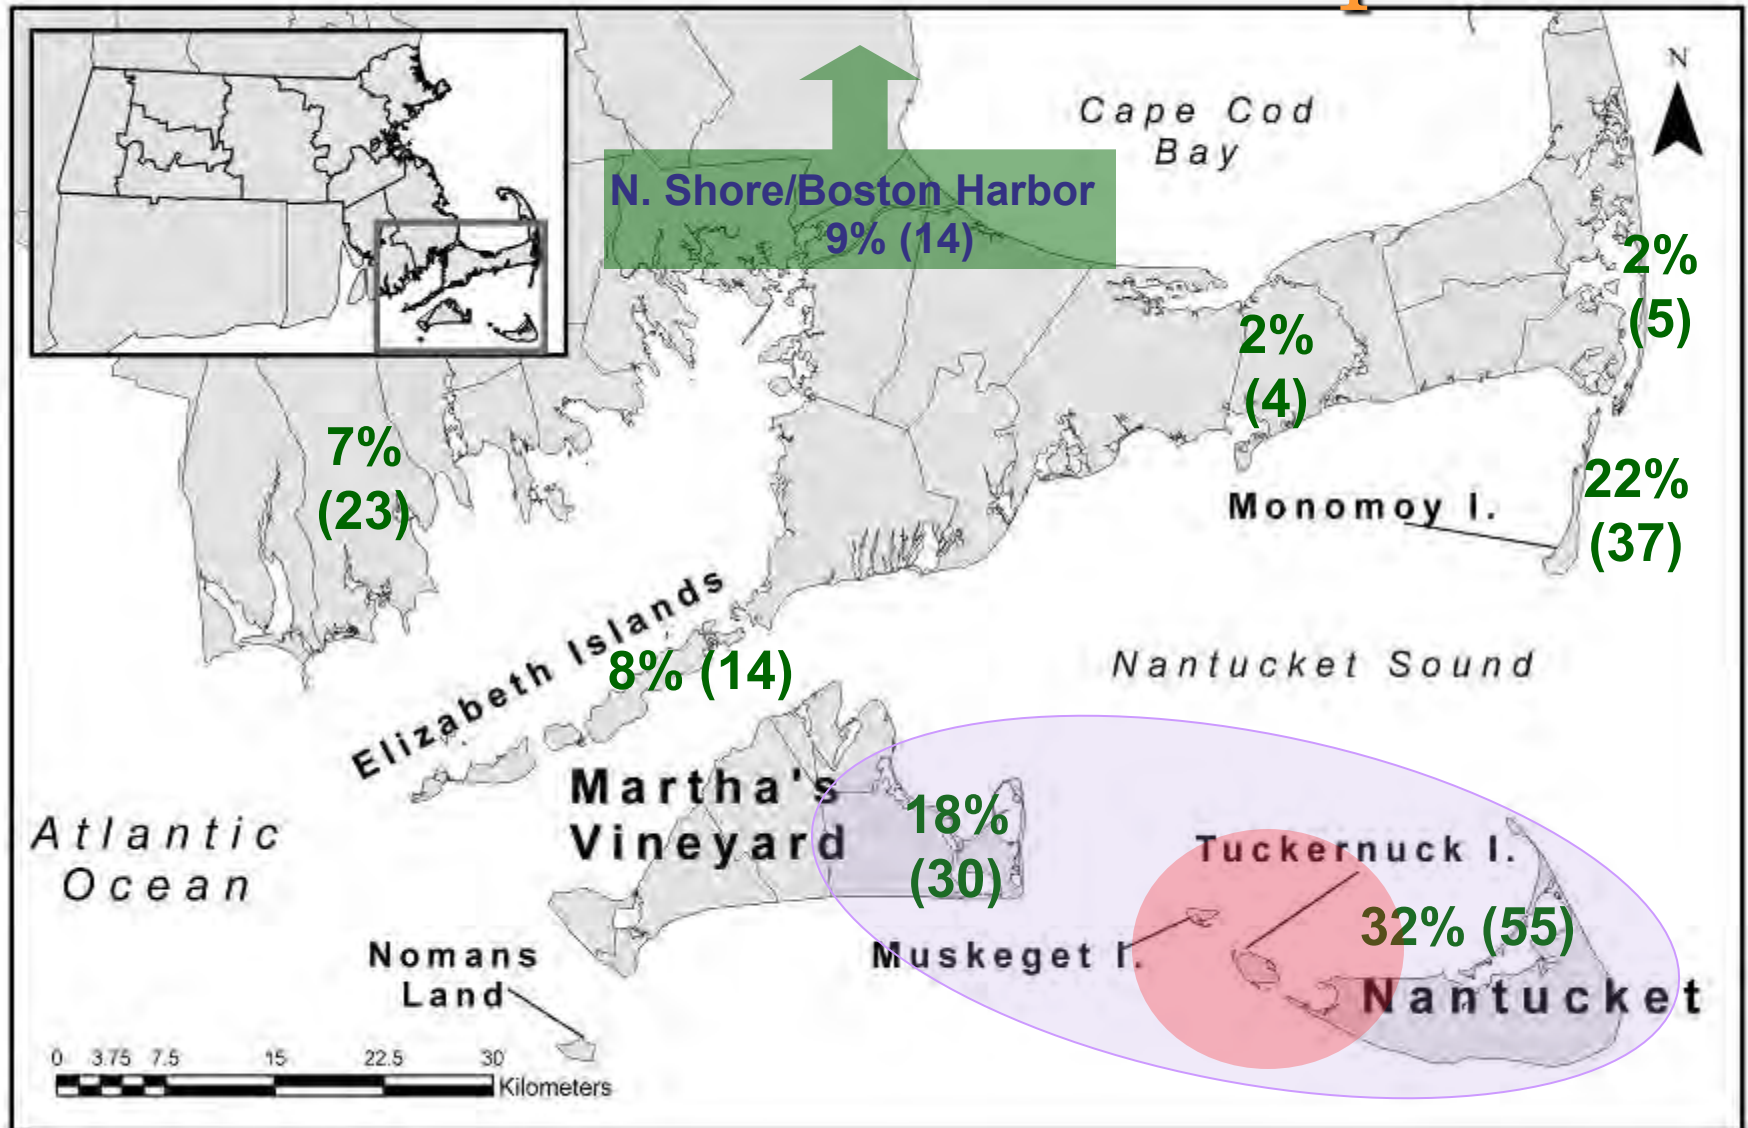 N
Cape Cod
Bay
N. Shore/Boston Harbor
9% (14)
2%
(5)
2%
(4)
7%
(23)
22%
(37)
Monomoy I.
Elizabeth Islands
8% (14)
Nantucket Sound
Martha's
Vineyard
18%
(30)
Atlantic
Ocean
Tuckernuck I.
32% (55)
Muskeget I.
Nantucket
Nomans
Land
0 3.75 7.5 15 22.5 30
Kilometers